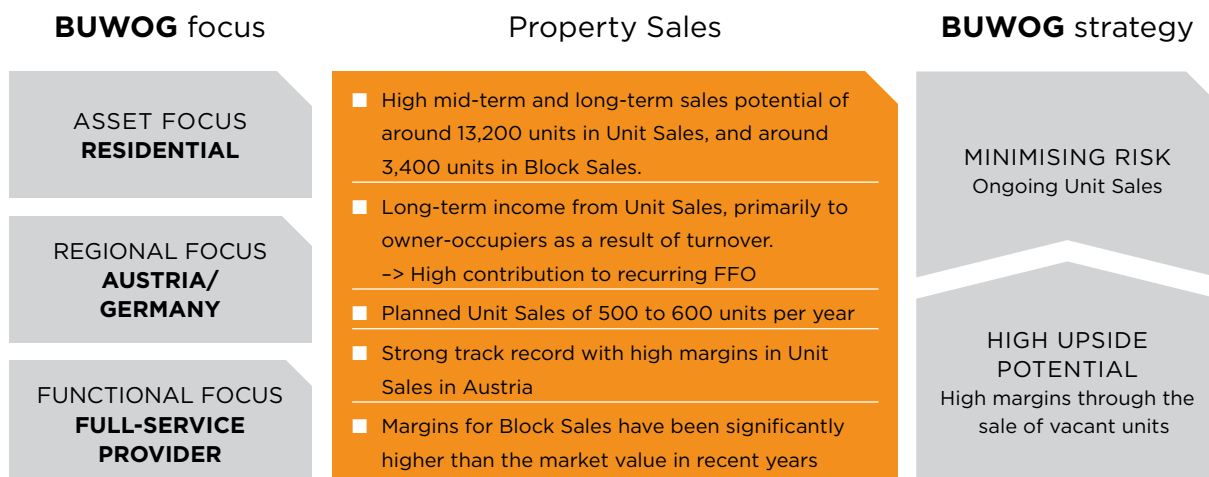 BUWOG focus
ASSET FOCUS
RESIDENTIAL
REGIONAL FOCUS
AUSTRIA/
GERMANY
FUNCTIONAL FOCUS
FULL-SERVICE
PROVIDER
Property Sales
■ High mid-term and long-term sales potential of
around 13,200 units in Unit Sales, and around
3,400 units in Block Sales.
■ Long-term income from Unit Sales, primarily to
owner-occupiers as a result of turnover.
–> High contribution to recurring FFO
■ Planned Unit Sales of 500 to 600 units per year
■ Strong track record with high margins in Unit
Sales in Austria
■ Margins for Block Sales have been significantly
higher than the market value in recent years
BUWOG strategy
MINIMISING RISK
Ongoing Unit Sales
HIGH UPSIDE
POTENTIAL
High margins through the
sale of vacant units